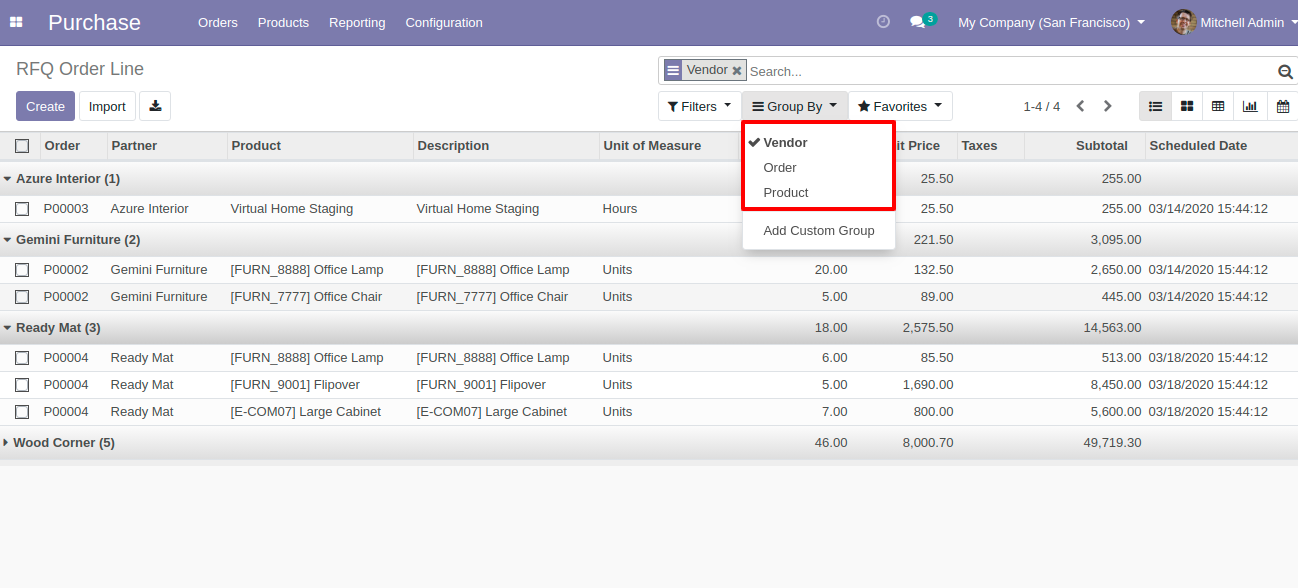 Purchase Orders Products Reporting Configuration 3 My Company (San Francisco) Mitchell Admin
RFQ Order Line Vendor Search...
Create Import Filters Group By Favorites 1-4 / 4
Order Partner Product Description Unit of Measure it Price Taxes Subtotal Scheduled Date
Vendor
Order
Product
Add Custom Group
Azure Interior (1) 25.50 255.00
P00003 Azure Interior Virtual Home Staging Virtual Home Staging Hours 25.50 255.00 03/14/2020 15:44:12
Gemini Furniture (2) 221.50 3,095.00
P00002 Gemini Furniture [FURN_8888] Office Lamp [FURN_8888] Office Lamp Units 20.00 132.50 2,650.00 03/14/2020 15:44:12
P00002 Gemini Furniture [FURN_7777] Office Chair [FURN_7777] Office Chair Units 5.00 89.00 445.00 03/14/2020 15:44:12
Ready Mat (3) 18.00 2,575.50 14,563.00
P00004 Ready Mat [FURN_8888] Office Lamp [FURN_8888] Office Lamp Units 6.00 85.50 513.00 03/18/2020 15:44:12
P00004 Ready Mat [FURN_9001] Flipover [FURN_9001] Flipover Units 5.00 1,690.00 8,450.00 03/18/2020 15:44:12
P00004 Ready Mat [E-COM07] Large Cabinet [E-COM07] Large Cabinet Units 7.00 800.00 5,600.00 03/18/2020 15:44:12
Wood Corner (5) 46.00 8,000.70 49,719.30